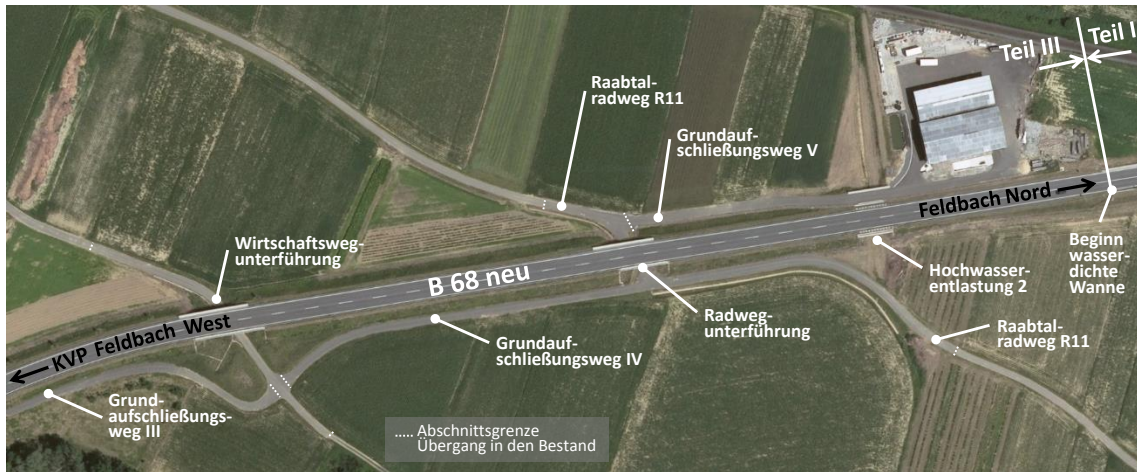 Teil III
Teil I
Raabtal-
radweg R11
Grundauf-
schließungsweg V
Feldbach Nord
Wirtschaftsweg-
unterführung
B 68 neu
Beginn
wasser-
dichte
Wanne
Hochwasser-
entlastung 2
Radweg-
unterführung
KVP Feldbach West
Grundauf-
schließungsweg IV
Raabtal-
radweg R11
Grund-
aufschließungs-
weg III
..... Abschnittsgrenze
Übergang in den Bestand